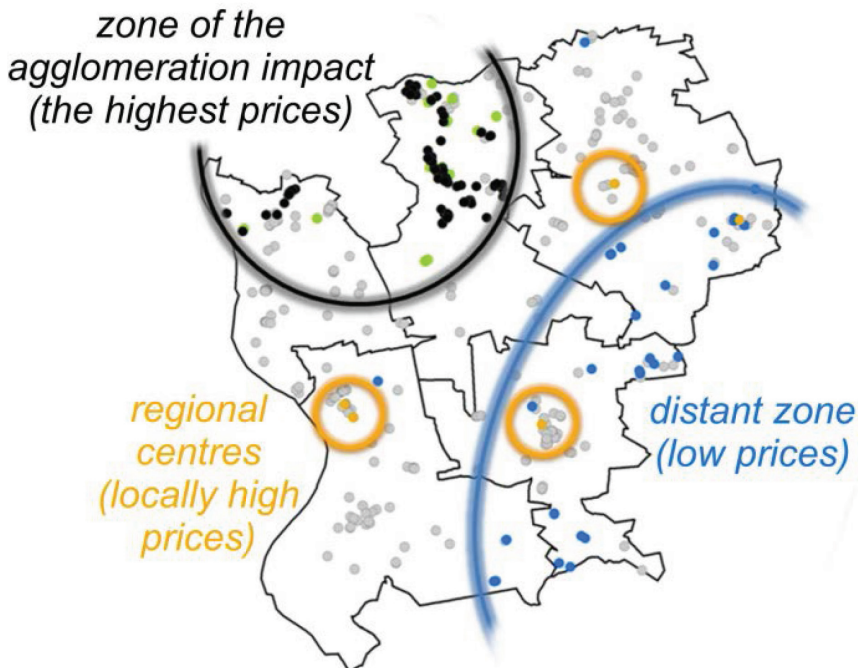 zone of the
agglomeration impact
(the highest prices)
regional
centres
(locally high
prices)
distant zone
(low prices)